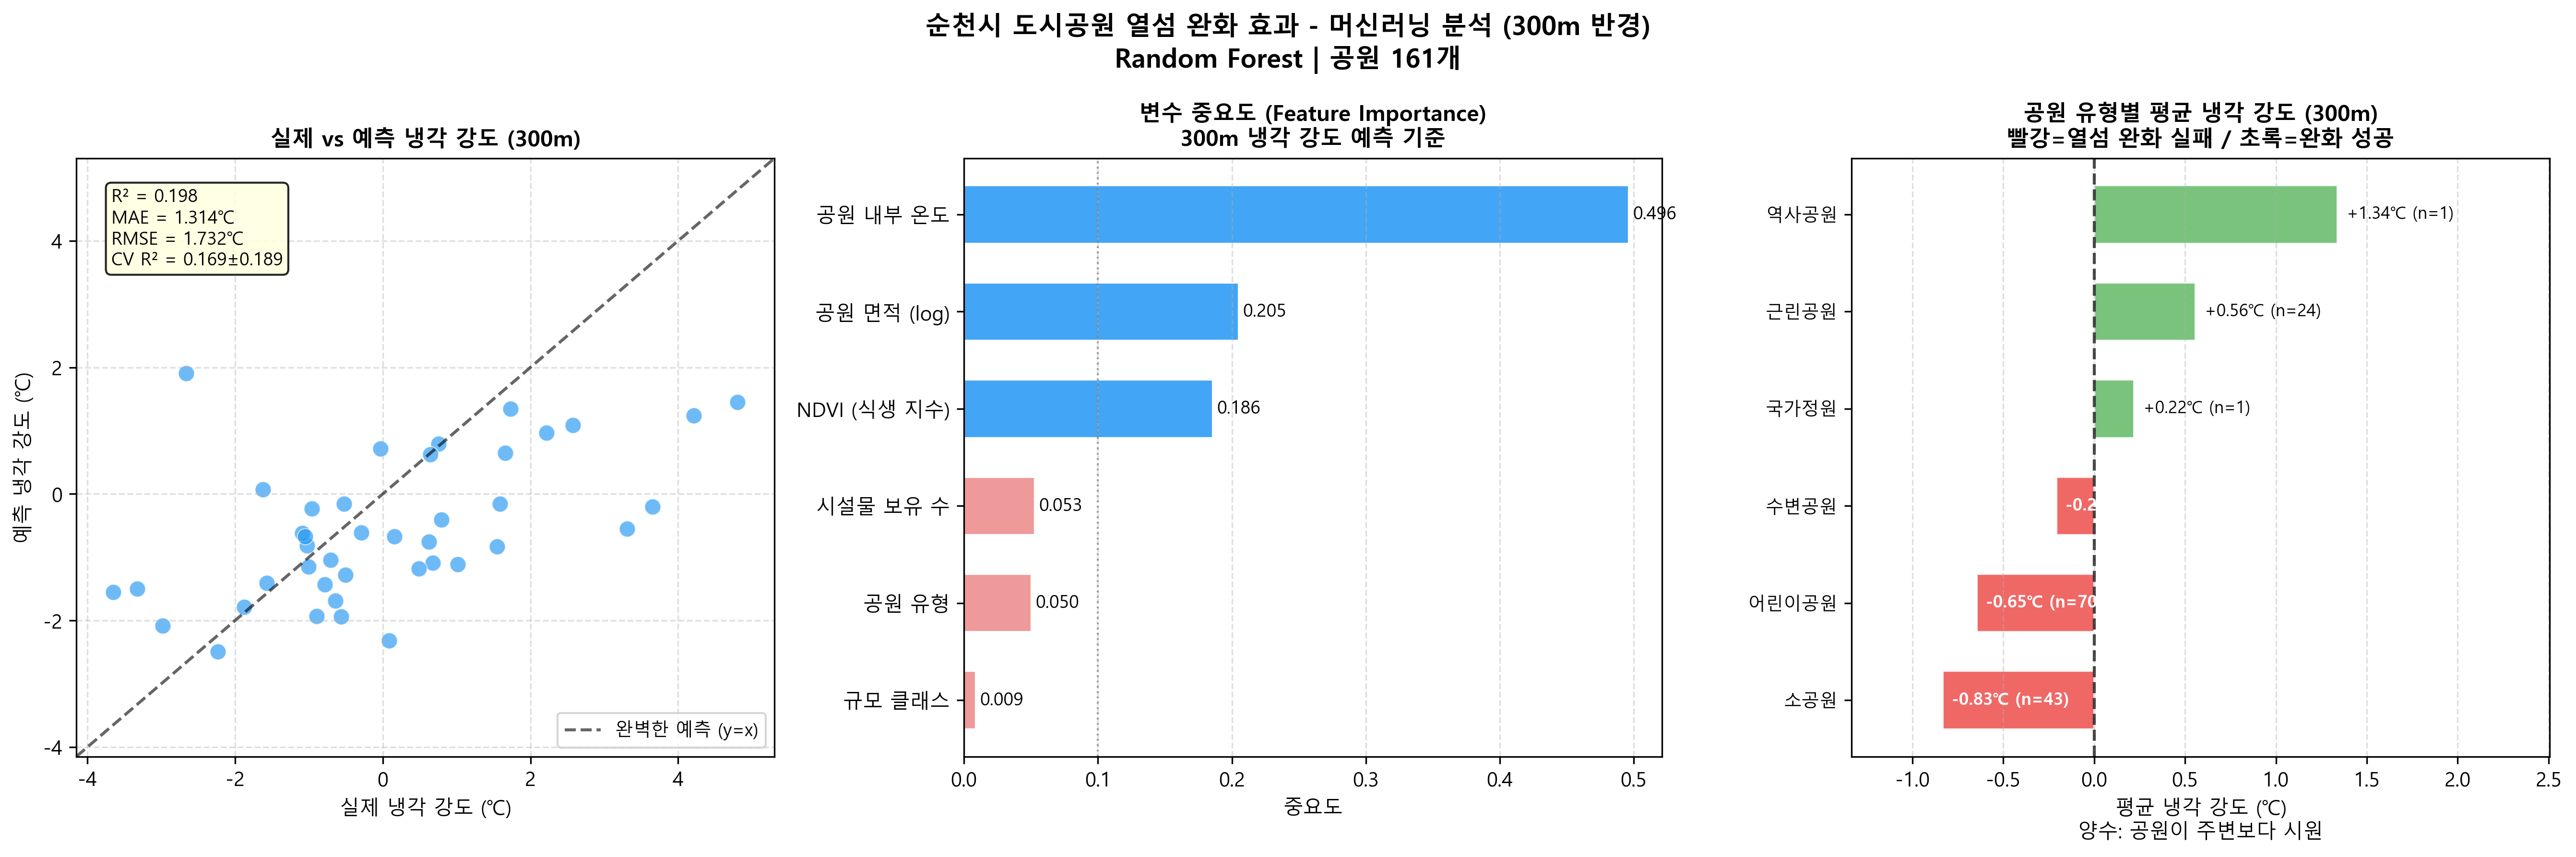 순천시 도시공원 열섬 완화 효과 - 머신러닝 분석 (300m 반경)
Random Forest | 공원 161개
실제 vs 예측 냉각 강도 (300m)
R² = 0.198
MAE = 1.314℃
RMSE = 1.732℃
CV R² = 0.169±0.189
예측 냉각 강도 (℃)
4
2
0
-2
-4
-4
-2
0
2
4
실제 냉각 강도 (℃)
완벽한 예측 (y=x)
변수 중요도 (Feature Importance)
300m 냉각 강도 예측 기준
공원 내부 온도
0.496
공원 면적 (log)
0.205
NDVI (식생 지수)
0.186
시설물 보유 수
0.053
공원 유형
0.050
규모 클래스
0.009
0.0
0.1
0.2
0.3
0.4
0.5
중요도
공원 유형별 평균 냉각 강도 (300m)
빨강=열섬 완화 실패 / 초록=완화 성공
역사공원
+1.34℃ (n=1)
근린공원
+0.56℃ (n=24)
국가정원
+0.22℃ (n=1)
수변공원
-0.2
어린이공원
-0.65℃ (n=70
소공원
-0.83℃ (n=43)
-1.0
-0.5
0.0
0.5
1.0
1.5
2.0
2.5
평균 냉각 강도 (℃)
양수: 공원이 주변보다 시원